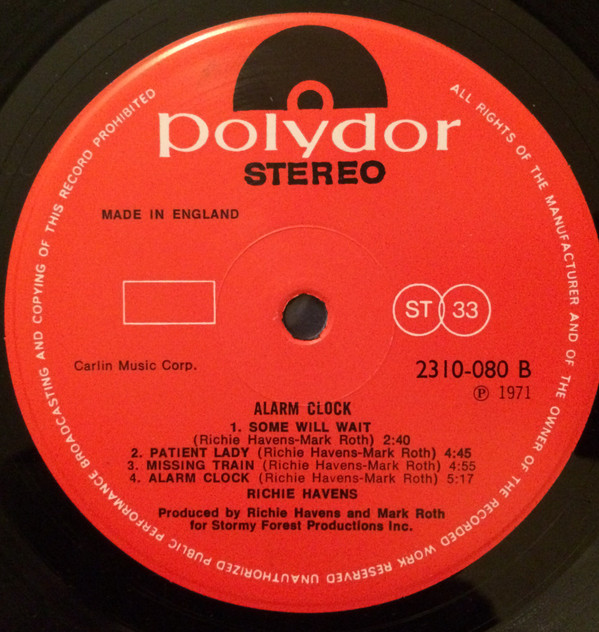 polydor
STEREO
MADE IN ENGLAND
ST 33
Carlin Music Corp.
2310-080 B
Ⓟ 1971
ALARM CLOCK
1. SOME WILL WAIT
(Richie Havens-Mark Roth) 2:40
2. PATIENT LADY (Richie Havens-Mark Roth) 4:45
3. MISSING TRAIN (Richie Havens-Mark Roth) 4:55
4. ALARM CLOCK (Richie Havens-Mark Roth) 5:17
RICHIE HAVENS
Produced by Richie Havens and Mark Roth
for Stormy Forest Productions Inc.
ALL RIGHTS OF THE MANUFACTURER AND OF THE OWNER OF THE RECORDED WORK RESERVED UNAUTHORIZED PUBLIC PERFORMANCE BROADCASTING AND COPYING OF THIS RECORD PROHIBITED